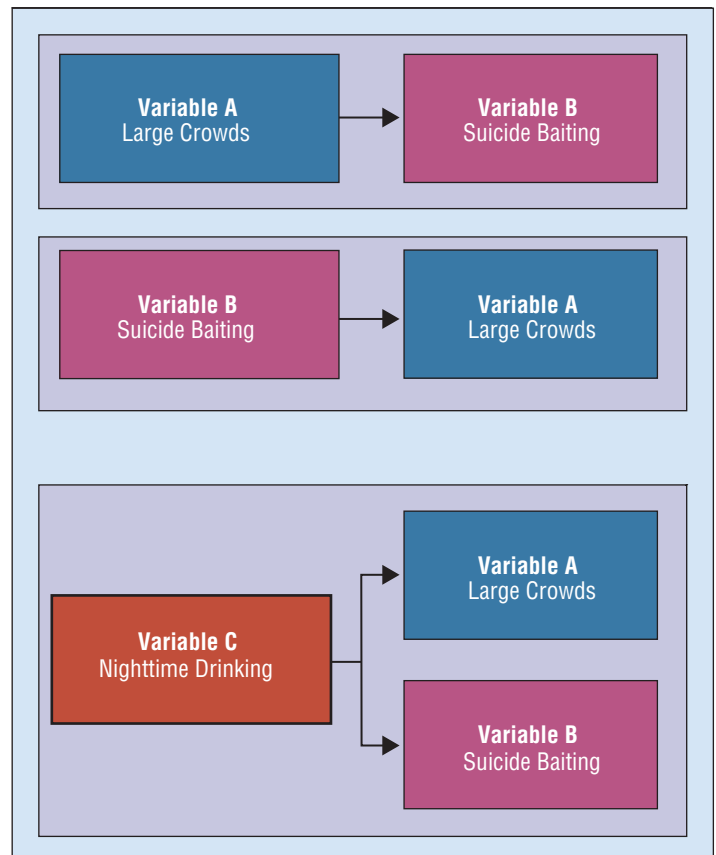 Variable A
Large Crowds
Variable B
Suicide Baiting
Variable B
Suicide Baiting
Variable A
Large Crowds
Variable C
Nighttime Drinking
Variable A
Large Crowds
Variable B
Suicide Baiting